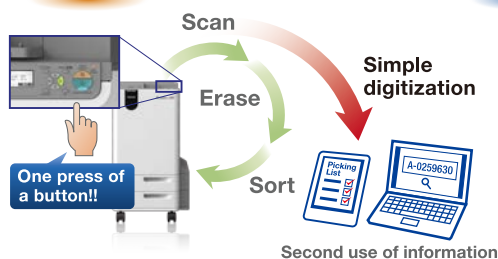 Scan
Simple
digitization
Erase
One press of
a button!!
Sort
Picking
List
A-0259630
Second use of information